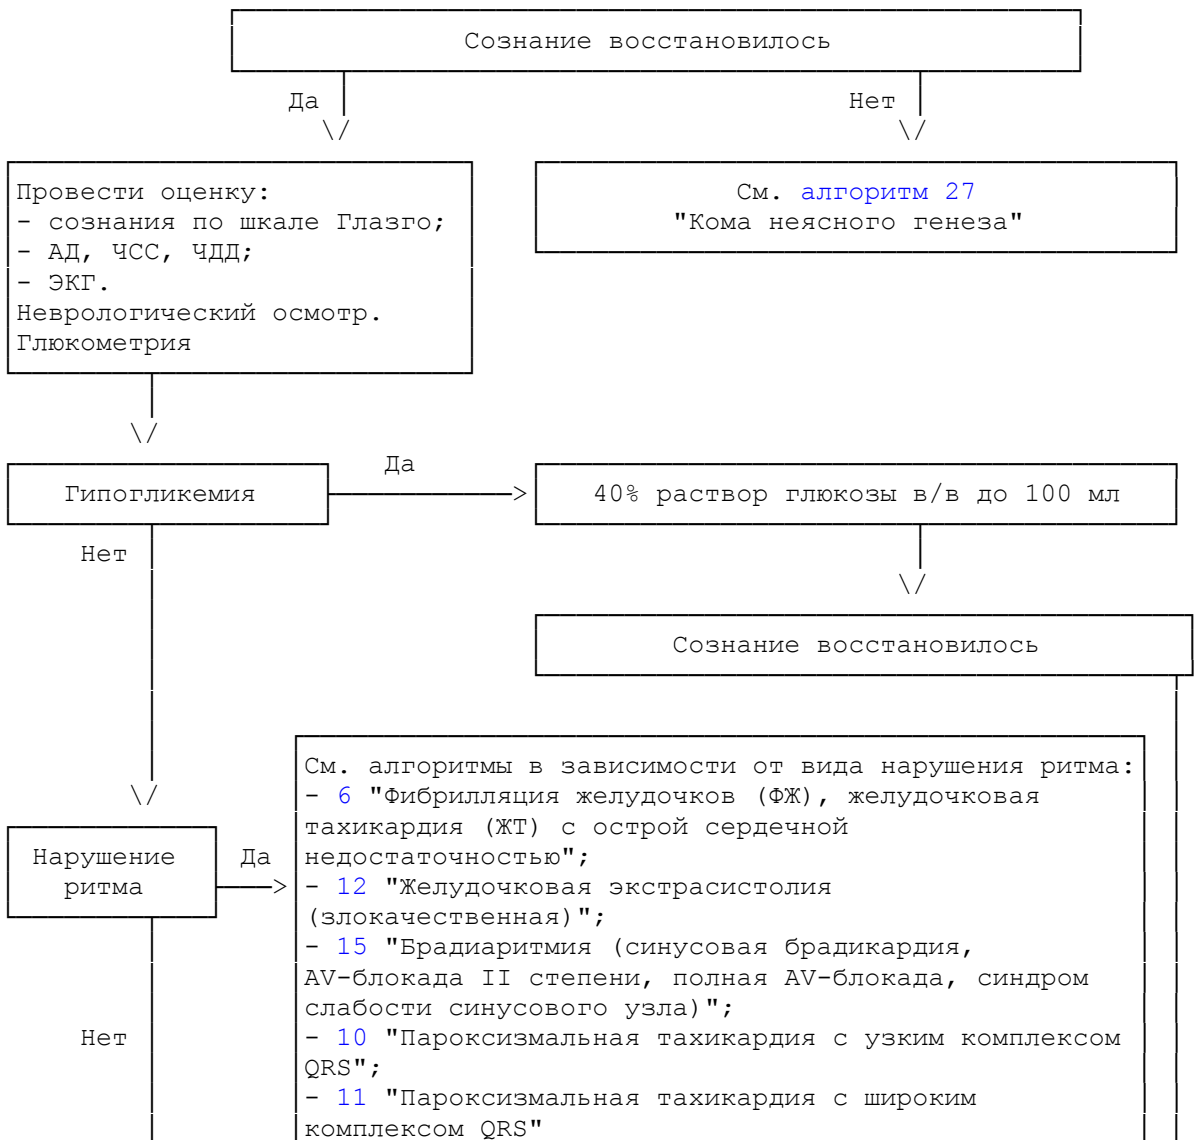 Сознание восстановилось
Да
Нет
Провести оценку:
- сознания по шкале Глазго;
- АД, ЧСС, ЧДД;
- ЭКГ.
Неврологический осмотр.
Глюкометрия
См. алгоритм 27
"Кома неясного генеза"
Гипогликемия
Да
40% раствор глюкозы в/в до 100 мл
Нет
Сознание восстановилось
Нарушение
ритма
Да
См. алгоритмы в зависимости от вида нарушения ритма:
- 6 "Фибрилляция желудочков (ФЖ), желудочковая
тахикардия (ЖТ) с острой сердечной
недостаточностью";
- 12 "Желудочковая экстрасистолия
(злокачественная)";
- 15 "Брадиаритмия (синусовая брадикардия,
AV-блокада II степени, полная AV-блокада, синдром
слабости синусового узла)";
- 10 "Пароксизмальная тахикардия с узким комплексом
QRS";
- 11 "Пароксизмальная тахикардия с широким
комплексом QRS"
Нет